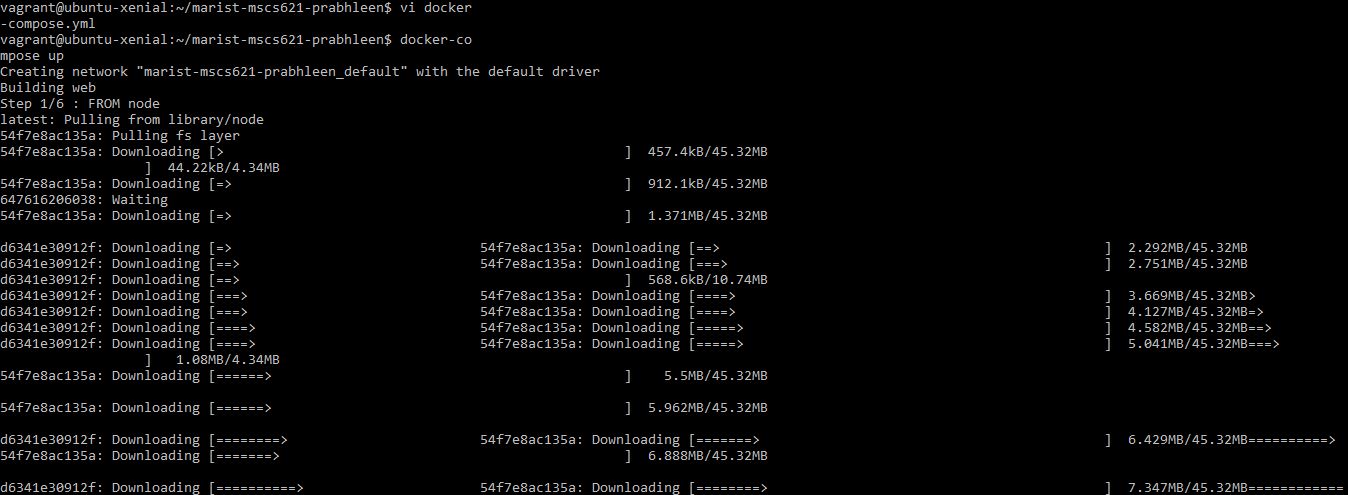 vagrant@ubuntu-xenial:~/marist-mscs621-prabhleen$ vi docker
-compose.yml
vagrant@ubuntu-xenial:~/marist-mscs621-prabhleen$ docker-co
mpose up
Creating network "marist-mscs621-prabhleen_default" with the default driver
Building web
Step 1/6 : FROM node
latest: Pulling from library/node
54f7e8ac135a: Pulling fs layer
54f7e8ac135a: Downloading [>                                                  ]  457.4kB/45.32MB
                  ]  44.22kB/4.34MB
54f7e8ac135a: Downloading [=>                                                 ]  912.1kB/45.32MB
647616206038: Waiting
54f7e8ac135a: Downloading [=>                                                 ]  1.371MB/45.32MB
d6341e30912f: Downloading [=>                               54f7e8ac135a: Downloading [==>                                                ]  2.292MB/45.32MB
d6341e30912f: Downloading [==>                              54f7e8ac135a: Downloading [===>                                               ]  2.751MB/45.32MB
d6341e30912f: Downloading [==>                                                ]  568.6kB/10.74MB
d6341e30912f: Downloading [===>                             54f7e8ac135a: Downloading [====>                                              ]  3.669MB/45.32MB>
d6341e30912f: Downloading [===>                             54f7e8ac135a: Downloading [====>                                              ]  4.127MB/45.32MB=>
d6341e30912f: Downloading [====>                            54f7e8ac135a: Downloading [=====>                                             ]  4.582MB/45.32MB==>
d6341e30912f: Downloading [====>                            54f7e8ac135a: Downloading [=====>                                             ]  5.041MB/45.32MB===>
                  ]   1.08MB/4.34MB
54f7e8ac135a: Downloading [======>                                            ]    5.5MB/45.32MB
54f7e8ac135a: Downloading [======>                                            ]  5.962MB/45.32MB
d6341e30912f: Downloading [========>                        54f7e8ac135a: Downloading [=======>                                           ]  6.429MB/45.32MB==========>
54f7e8ac135a: Downloading [=======>                                           ]  6.888MB/45.32MB
d6341e30912f: Downloading [==========>                      54f7e8ac135a: Downloading [========>                                          ]  7.347MB/45.32MB============